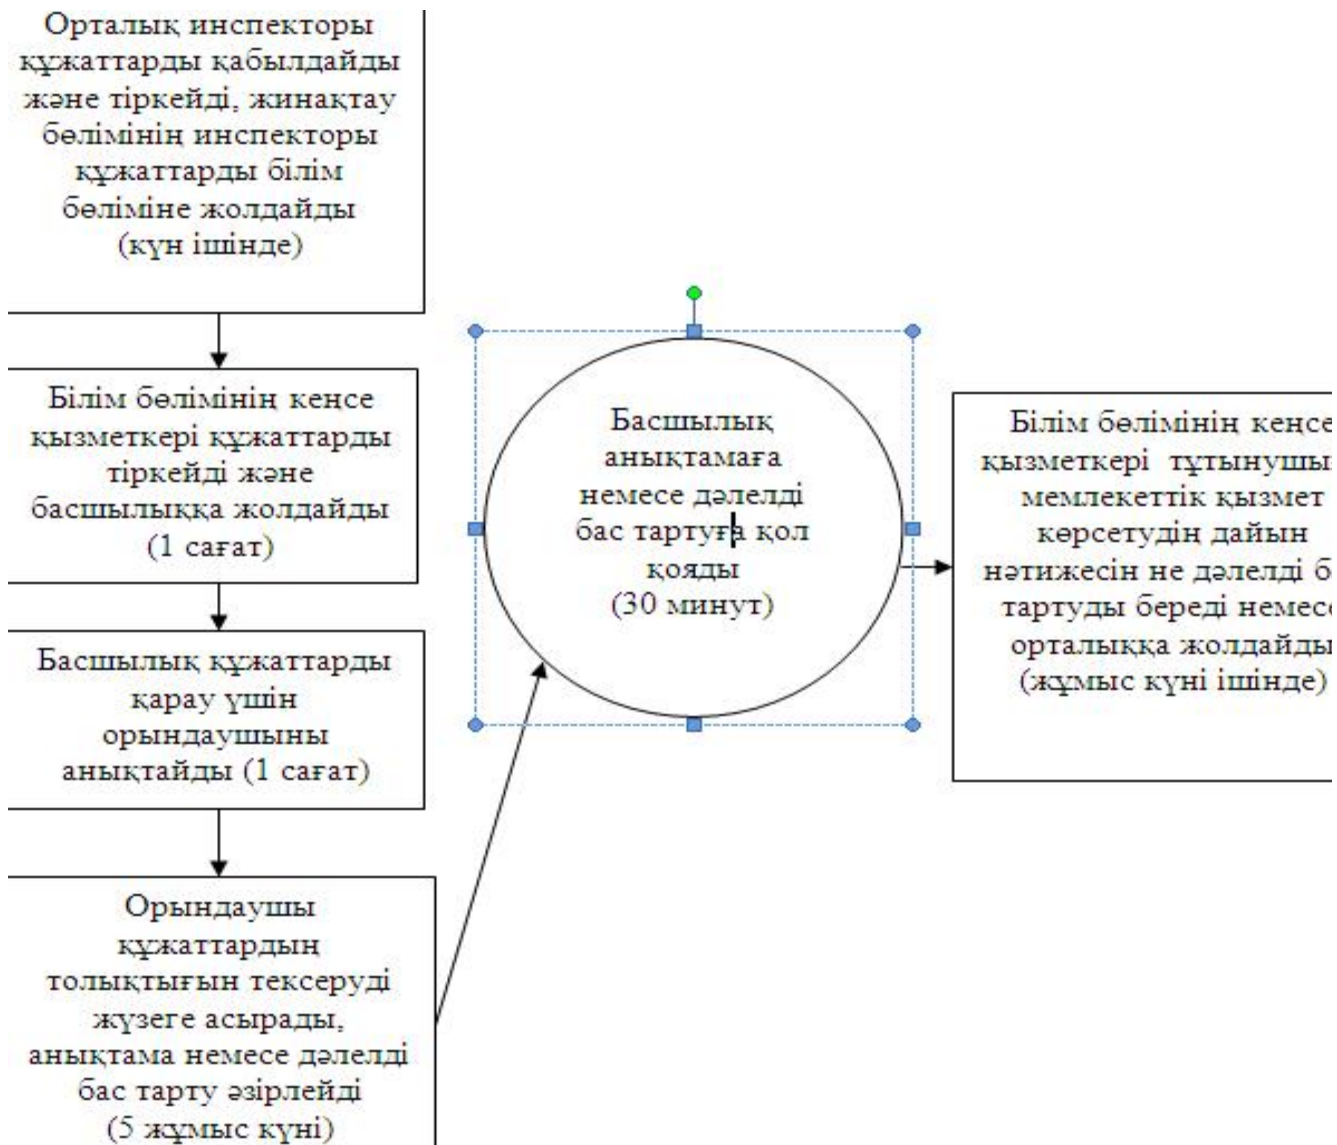 Орталық инспекторы
құжаттарды қабылдайды
және тіркейді, жинақтау
бөлімінің инспекторы
құжаттарды білім
бөліміне жолдайды
(күн ішінде)
Білім бөлімінің кеңсе
қызметкері құжаттарды
тіркейді және
басшылыққа жолдайды
(1 сағат)
Басшылық құжаттарды
қарау үшін
орындаушыны
анықтайды (1 сағат)
Орындаушы
құжаттардың
толықтығын тексеруді
жүзеге асырады,
анықтама немесе дәлелді
бас тарту әзірлейді
(5 жұмыс күні)
Басшылық
анықтамаға
немесе дәлелді
бас тартуға қол
қояды
(30 минут)
Білім бөлімінің кеңсе
қызметкері
мемлекеттік қызмет
көрсетудің дайын
нәтижесін не дәлелді
тартуды береді немесе
орталыққа жолдайды
(жұмыс күні ішінде)